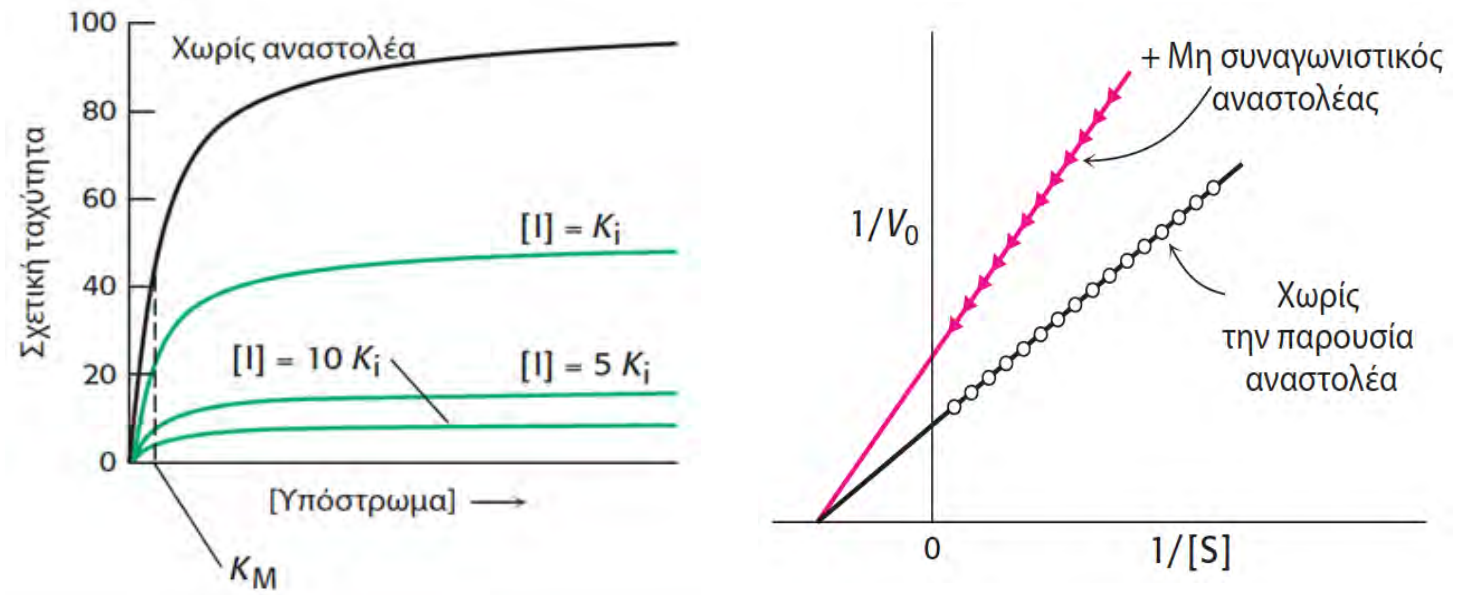 100
80
60
40
20
0
Σχετική ταχύτητα
Χωρίς αναστολέα
[I] = Ki
[I] = 10 Ki
[I] = 5 Ki
[Υπόστρωμα]
KM
+ Μη συναγωνιστικός
αναστολέας
1/V0
Χωρίς
την παρουσία
αναστολέα
0
1/[S]